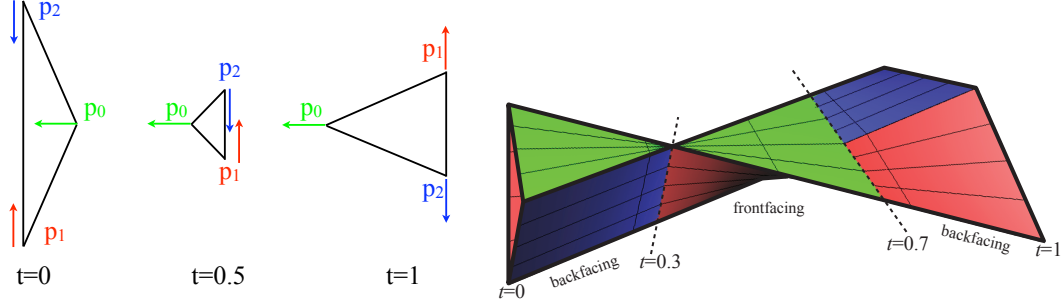 p₂
p₀
p₁
t=0
p₂
p₀
p₁
t=0.5
p₁
p₀
p₂
t=1
frontfacing
backfacing
t=0
t=0.3
t=0.7
backfacing
t=1